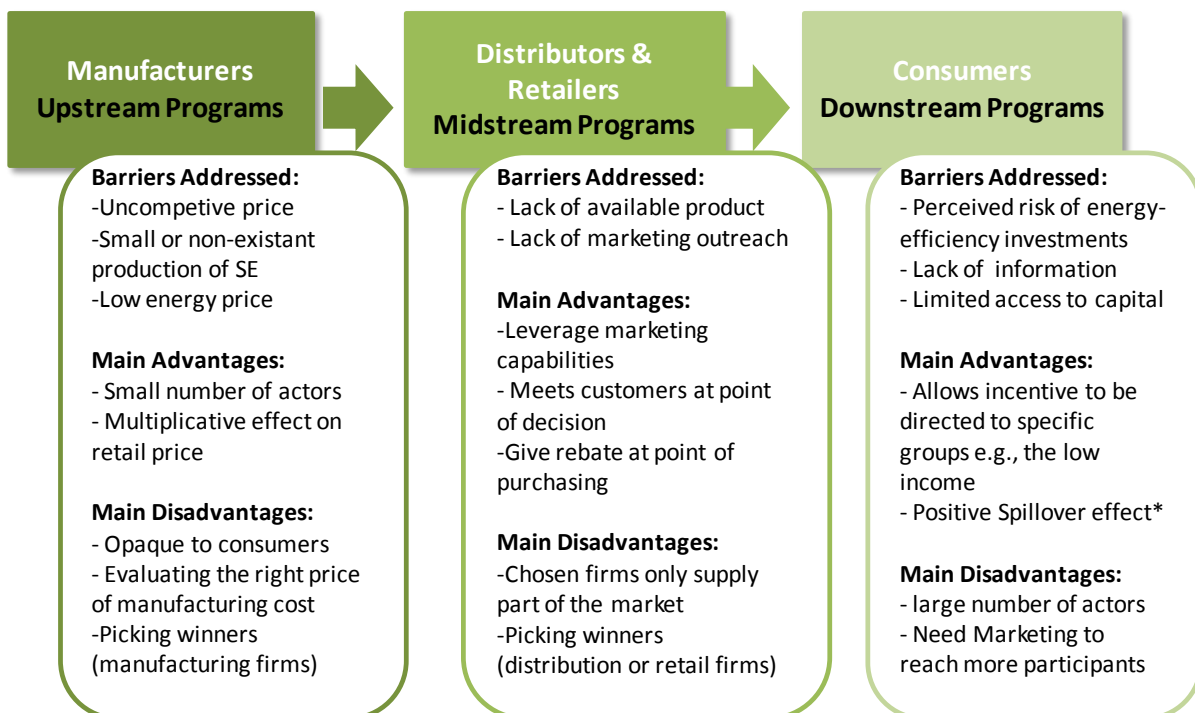 Manufacturers
Upstream Programs
Barriers Addressed:
-Uncompetive price
-Small or non-existant
production of SE
-Low energy price
Main Advantages:
- Small number of actors
- Multiplicative effect on
retail price
Main Disadvantages:
- Opaque to consumers
- Evaluating the right price
of manufacturing cost
-Picking winners
(manufacturing firms)
Distributors &
Retailers
Midstream Programs
Barriers Addressed:
- Lack of available product
- Lack of marketing outreach
Main Advantages:
-Leverage marketing
capabilities
- Meets customers at point
of decision
-Give rebate at point of
purchasing
Main Disadvantages:
-Chosen firms only supply
part of the market
-Picking winners
(distribution or retail firms)
Consumers
Downstream Programs
Barriers Addressed:
- Perceived risk of energy-
efficiency investments
- Lack of information
- Limited access to capital
Main Advantages:
- Allows incentive to be
directed to specific
groups e.g., the low
income
- Positive Spillover effect*
Main Disadvantages:
- large number of actors
- Need Marketing to
reach more participants